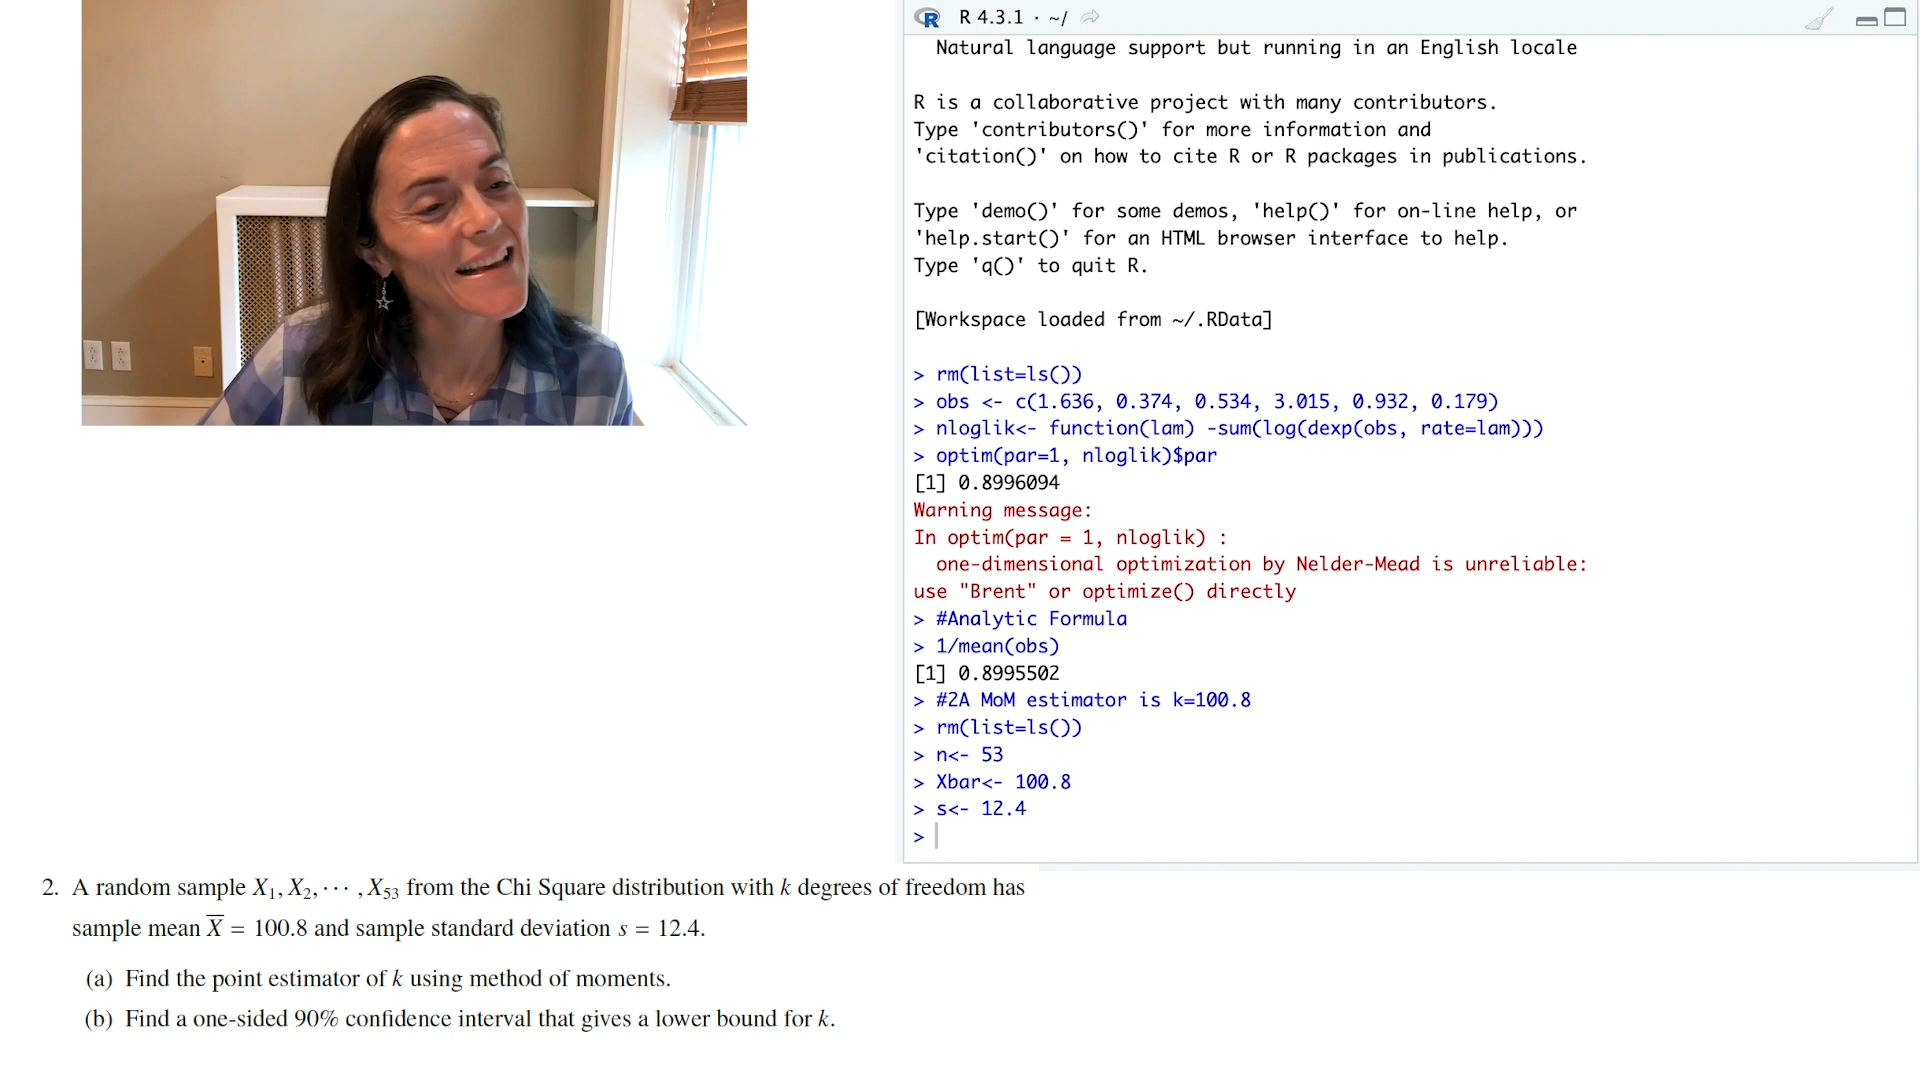 R 4.3.1 · ~/
Natural language support but running in an English locale
R is a collaborative project with many contributors.
Type 'contributors()' for more information and
'citation()' on how to cite R or R packages in publications.
Type 'demo()' for some demos, 'help()' for on-line help, or
'help.start()' for an HTML browser interface to help.
Type 'q()' to quit R.
[Workspace loaded from ~/.RData]
> rm(list=ls())
> obs <- c(1.636, 0.374, 0.534, 3.015, 0.932, 0.179)
> nloglik<- function(lam) -sum(log(dexp(obs, rate=lam)))
> optim(par=1, nloglik)$par
[1] 0.8996094
Warning message:
In optim(par = 1, nloglik) :
one-dimensional optimization by Nelder-Mead is unreliable:
use "Brent" or optimize() directly
> #Analytic Formula
> 1/mean(obs)
[1] 0.8995502
> #2A MoM estimator is k=100.8
> rm(list=ls())
> n<- 53
> Xbar<- 100.8
> s<- 12.4
>
2. A random sample X₁, X₂, ⋯ , X₅₃ from the Chi Square distribution with k degrees of freedom has
sample mean X̅ = 100.8 and sample standard deviation s = 12.4.
(a) Find the point estimator of k using method of moments.
(b) Find a one-sided 90% confidence interval that gives a lower bound for k.